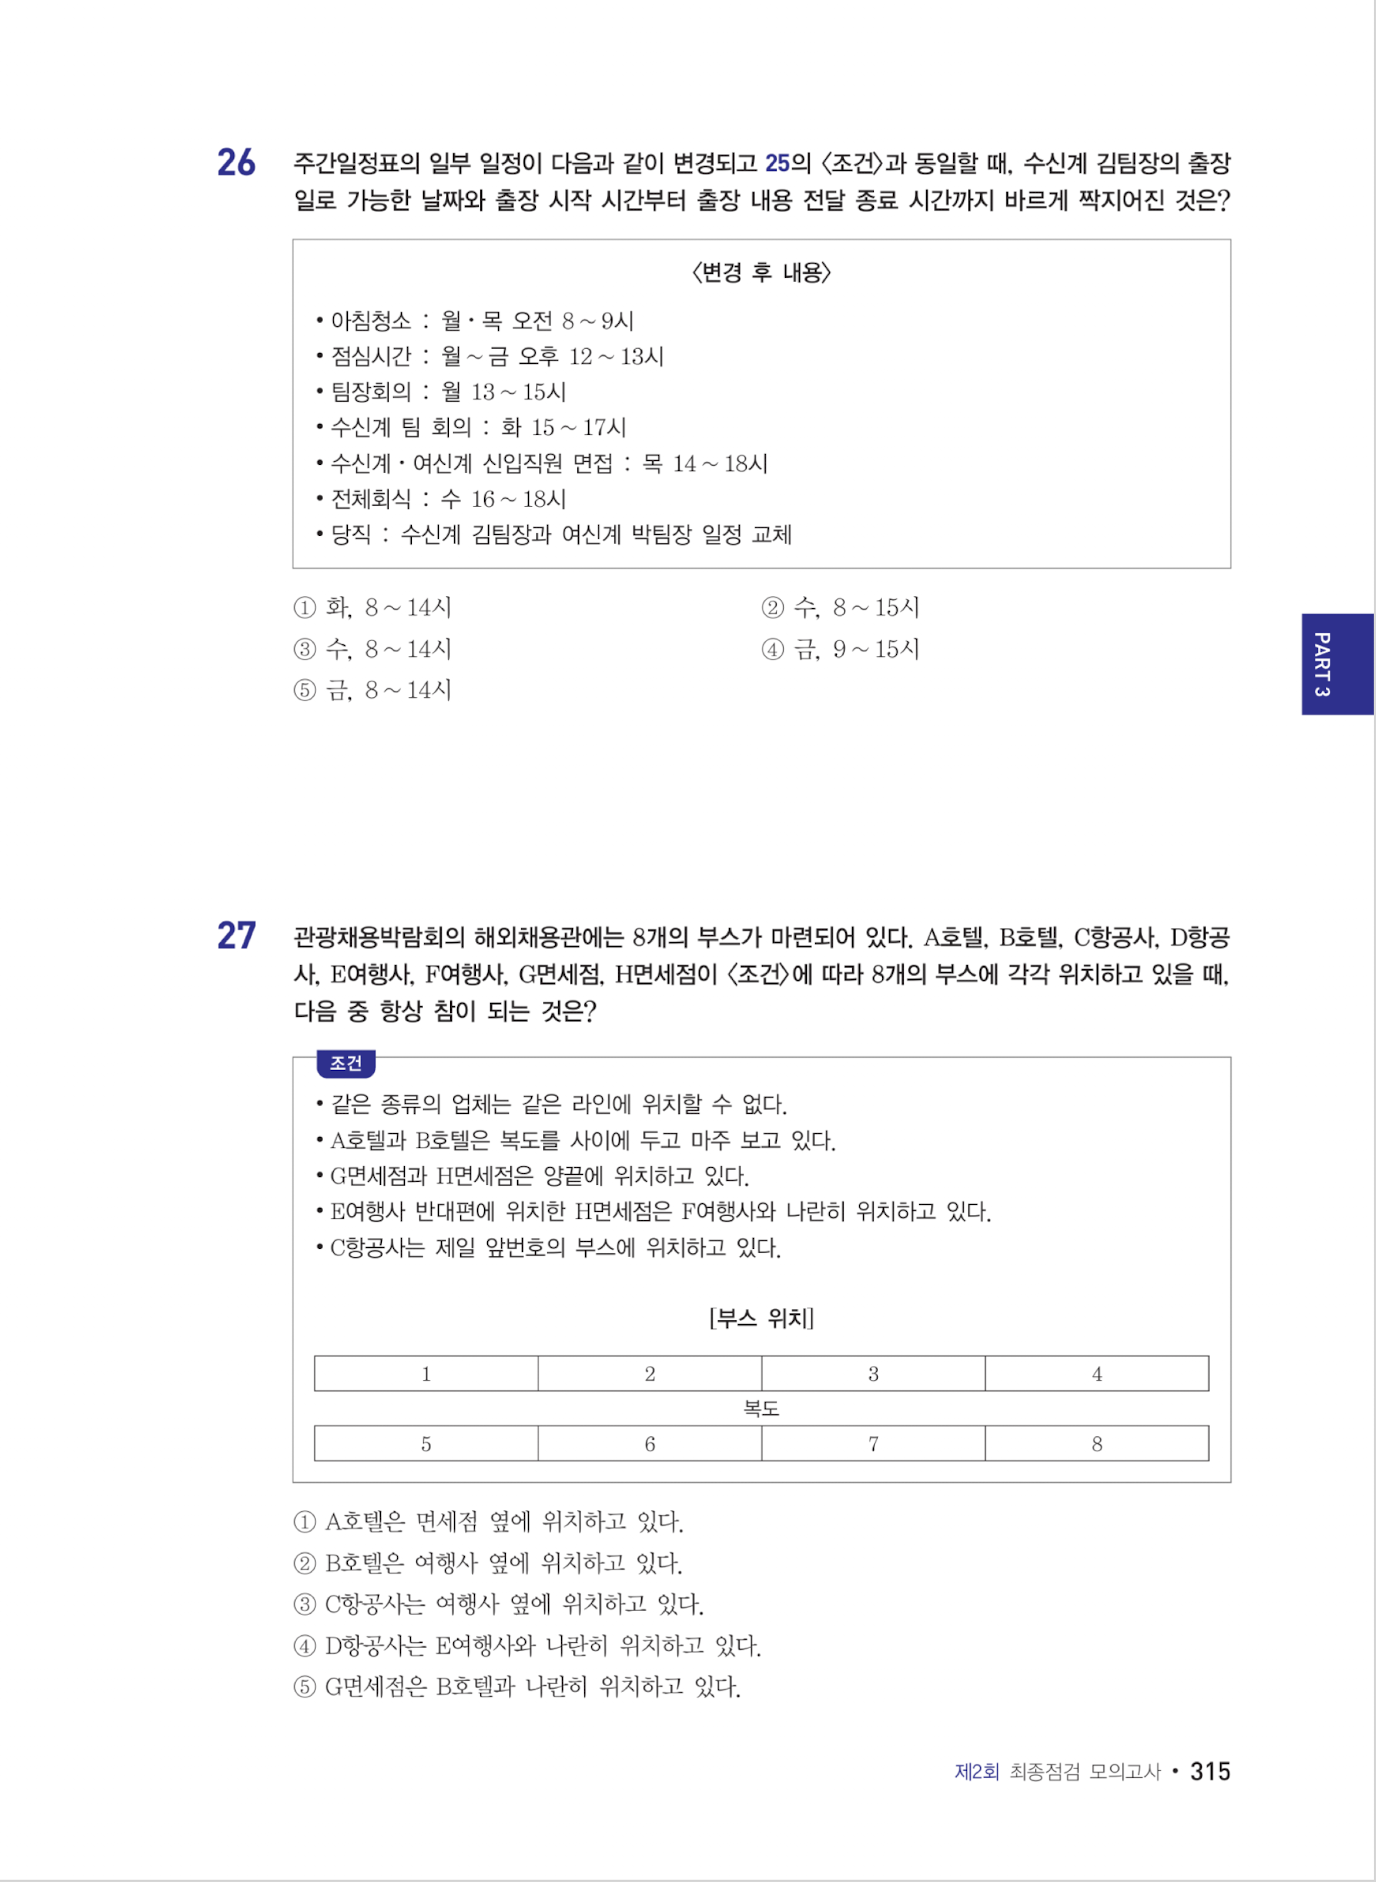 26 주간일정표의 일부 일정이 다음과 같이 변경되고 25의 〈조건〉과 동일할 때, 수신계 김팀장의 출장
일로 가능한 날짜와 출장 시작 시간부터 출장 내용 전달 종료 시간까지 바르게 짝지어진 것은?
〈변경 후 내용〉
• 아침청소 : 월・목 오전 8~9시
• 점심시간 : 월~금 오후 12~13시
• 팀장회의 : 월 13~15시
• 수신계 팀 회의 : 화 15~17시
• 수신계・여신계 신입직원 면접 : 목 14~18시
• 전체회식 : 수 16~18시
• 당직 : 수신계 김팀장과 여신계 박팀장 일정 교체
① 화, 8~14시 ② 수, 8~15시
③ 수, 8~14시 ④ 금, 9~15시
⑤ 금, 8~14시
PART 3
27 관광채용박람회의 해외채용관에는 8개의 부스가 마련되어 있다. A호텔, B호텔, C항공사, D항공
사, E여행사, F여행사, G면세점, H면세점이 〈조건〉에 따라 8개의 부스에 각각 위치하고 있을 때,
다음 중 항상 참이 되는 것은?
조건
• 같은 종류의 업체는 같은 라인에 위치할 수 없다.
• A호텔과 B호텔은 복도를 사이에 두고 마주 보고 있다.
• G면세점과 H면세점은 양끝에 위치하고 있다.
• E여행사 반대편에 위치한 H면세점은 F여행사와 나란히 위치하고 있다.
• C항공사는 제일 앞번호의 부스에 위치하고 있다.
[부스 위치]
1 2 3 4
복도
5 6 7 8
① A호텔은 면세점 옆에 위치하고 있다.
② B호텔은 여행사 옆에 위치하고 있다.
③ C항공사는 여행사 옆에 위치하고 있다.
④ D항공사는 E여행사와 나란히 위치하고 있다.
⑤ G면세점은 B호텔과 나란히 위치하고 있다.
제2회 최종점검 모의고사 • 315